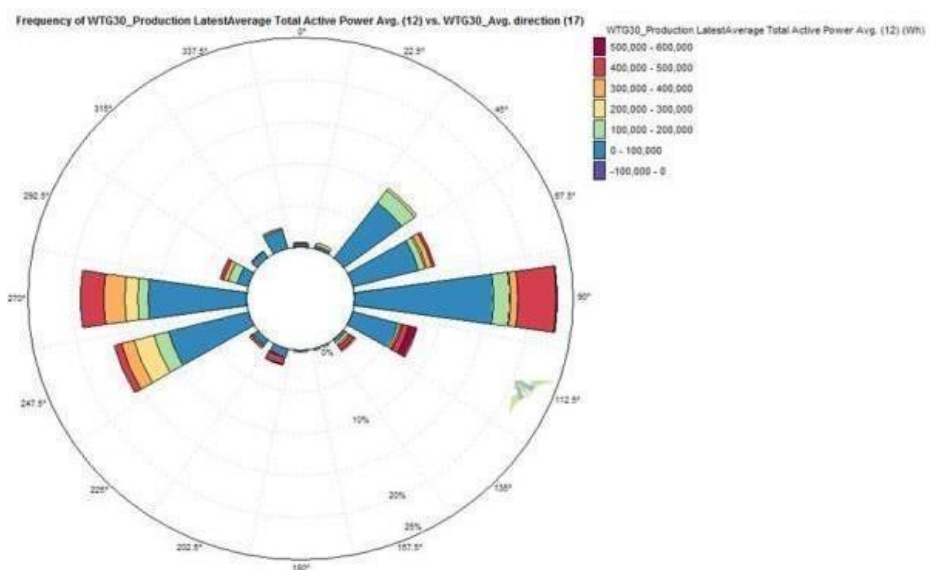 Frequency of WTG30_Production LatestAverage Total Active Power Avg. (12) vs. WTG30_Avg. direction (17)
WTG30_Production LatestAverage Total Active Power Avg. (12) (Wh)
500,000 - 600,000
400,000 - 500,000
300,000 - 400,000
200,000 - 300,000
100,000 - 200,000
0 - 100,000
-100,000 - 0
0°
337.5°
22.5°
315°
45°
292.5°
67.5°
270°
90°
0%
247.5°
112.5°
10%
225°
135°
20%
25%
202.5°
157.5°
180°